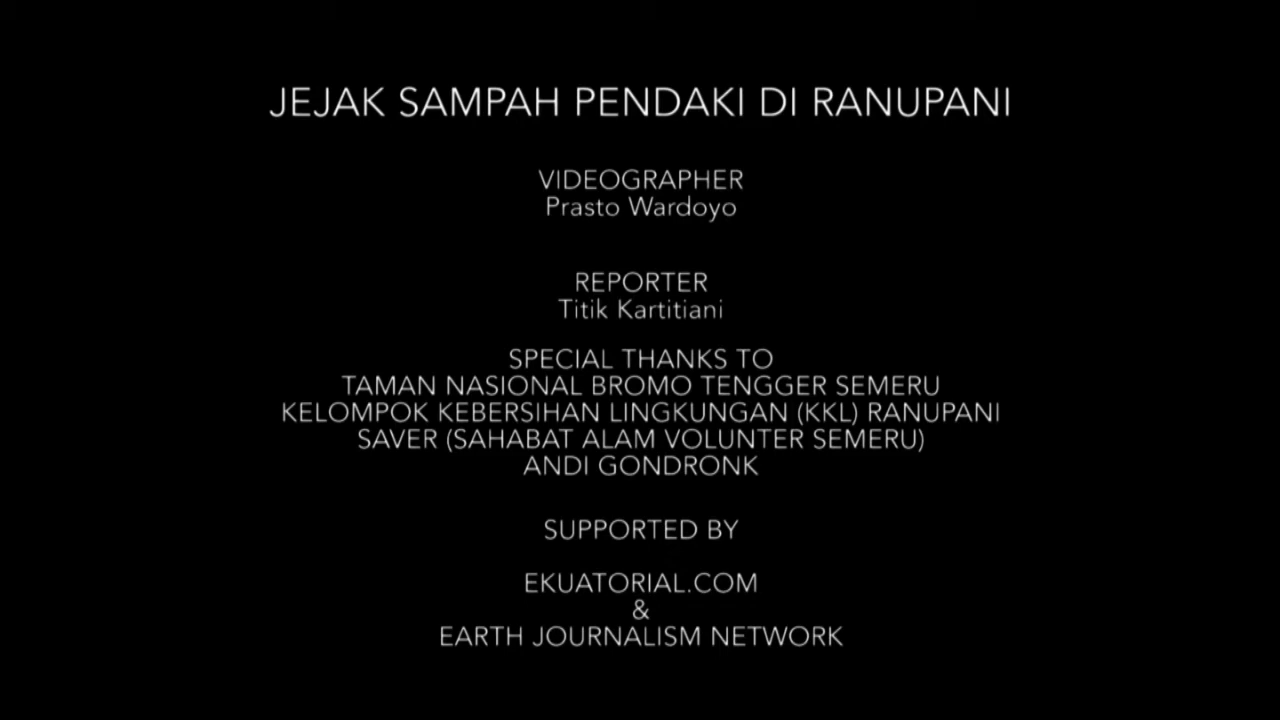 JEJAK SAMPAH PENDAKI DI RANUPANI
VIDEOGRAPHER
Prasto Wardoyo
REPORTER
Titik Kartitiani
SPECIAL THANKS TO
TAMAN NASIONAL BROMO TENGGER SEMERU
KELOMPOK KEBERSIHAN LINGKUNGAN (KKL) RANUPANI
SAVER (SAHABAT ALAM VOLUNTER SEMERU)
ANDI GONDRONK
SUPPORTED BY
EKUATORIAL.COM
&
EARTH JOURNALISM NETWORK